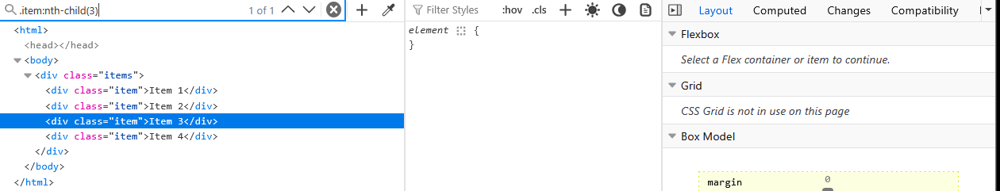 .item:nth-child(3) 1 of 1
<html>
<head></head>
<body>
<div class="items">
<div class="item">Item 1</div>
<div class="item">Item 2</div>
<div class="item">Item 3</div>
<div class="item">Item 4</div>
</div>
</body>
</html>
Filter Styles :hov .cls
element {
}
Layout Computed Changes Compatibility
Flexbox
Select a Flex container or item to continue.
Grid
CSS Grid is not in use on this page
Box Model
margin 0